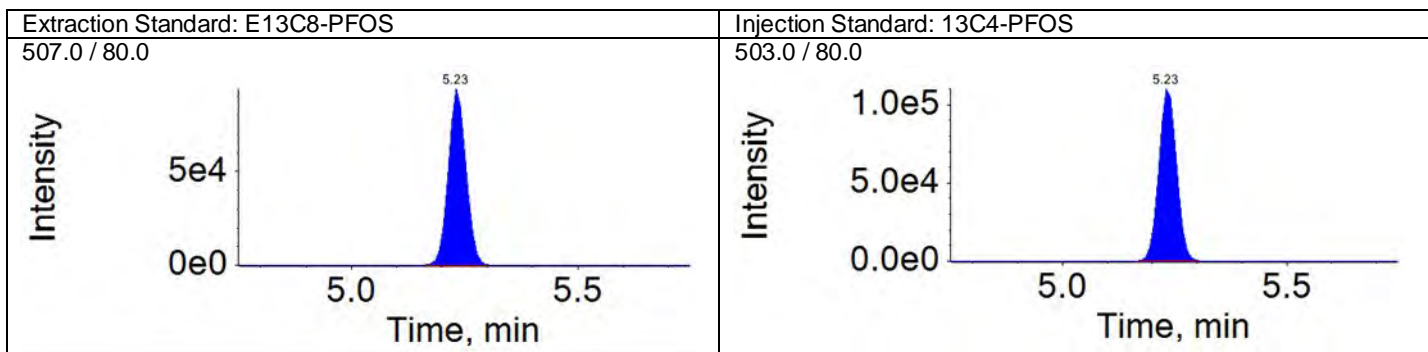 Extraction Standard: E13C8-PFOS
507.0 / 80.0
5.23
Intensity
5e4
0e0
5.0
5.5
Time, min
Injection Standard: 13C4-PFOS
503.0 / 80.0
5.23
Intensity
1.0e5
5.0e4
0.0e0
5.0
5.5
Time, min